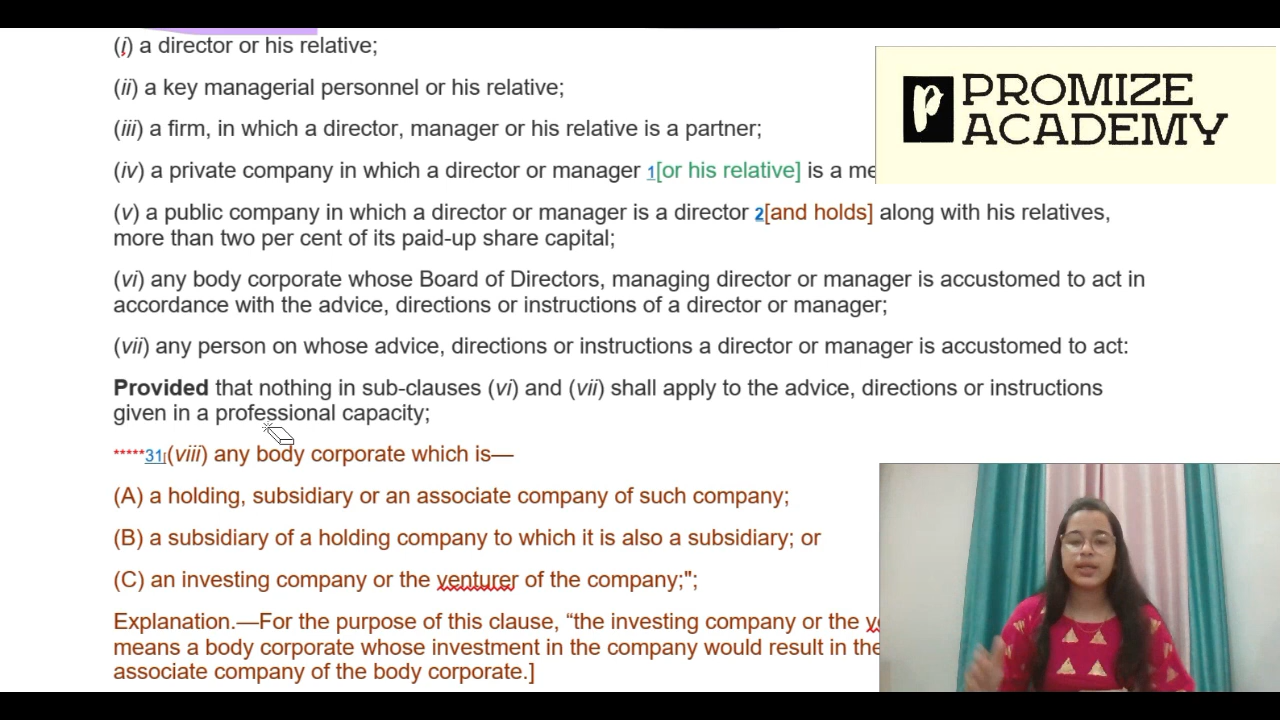 (i) a director or his relative;
PROMIZE
ACADEMY
(ii) a key managerial personnel or his relative;
(iii) a firm, in which a director, manager or his relative is a partner;
(iv) a private company in which a director or manager 1[or his relative] is a me
(v) a public company in which a director or manager is a director 2[and holds] along with his relatives,
more than two per cent of its paid-up share capital;
(vi) any body corporate whose Board of Directors, managing director or manager is accustomed to act in
accordance with the advice, directions or instructions of a director or manager;
(vii) any person on whose advice, directions or instructions a director or manager is accustomed to act:
Provided that nothing in sub-clauses (vi) and (vii) shall apply to the advice, directions or instructions
given in a professional capacity;
*****31[(viii) any body corporate which is—
(A) a holding, subsidiary or an associate company of such company;
(B) a subsidiary of a holding company to which it is also a subsidiary; or
(C) an investing company or the venturer of the company;";
Explanation.—For the purpose of this clause, “the investing company or the
means a body corporate whose investment in the company would result in the
associate company of the body corporate.]